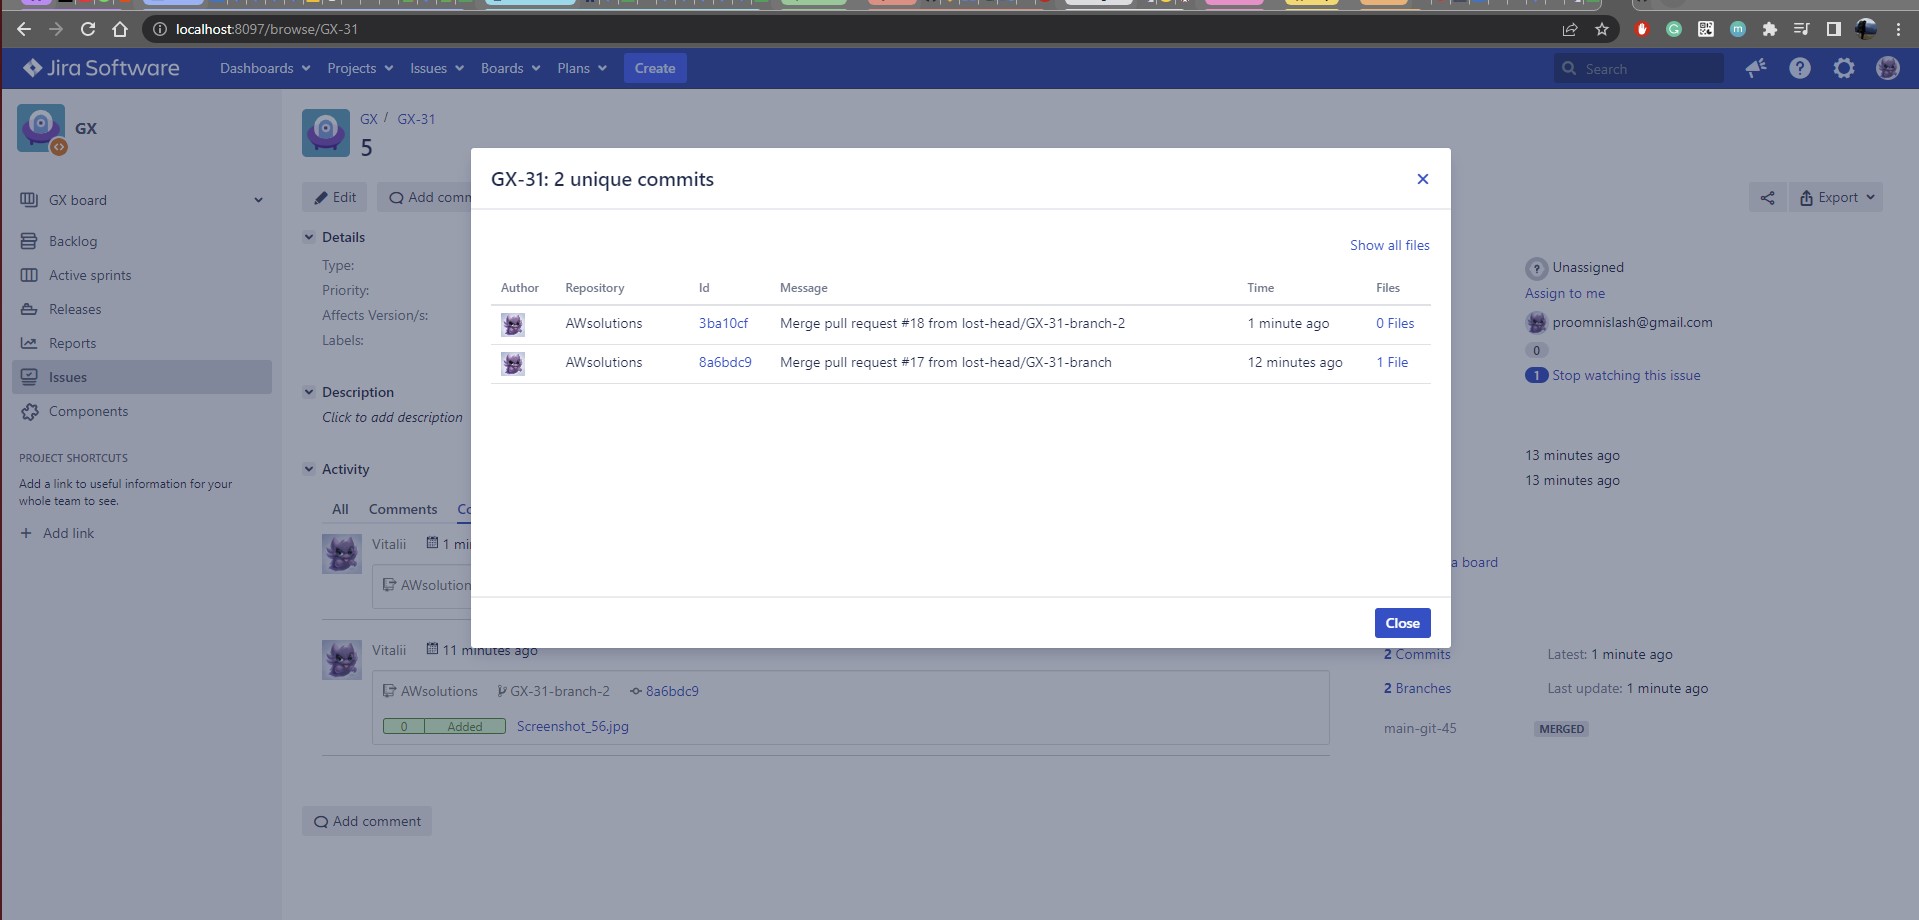 localhost:8097/browse/GX-31
Jira Software
Dashboards
Projects
Issues
Boards
Plans
Create
Search
GX
GX board
Backlog
Active sprints
Releases
Reports
Issues
Components
PROJECT SHORTCUTS
Add a link to useful information for your
whole team to see.
Add link
GX / GX-31
5
Edit
Add comm
Export
Details
Type:
Priority:
Affects Version/s:
Labels:
Description
Click to add description
Activity
All
Comments
Co
Vitalii 1 mi
AWsolution
Vitalii 11 minutes ago
AWsolutions GX-31-branch-2 8a6bdc9
0 Added Screenshot_56.jpg
Add comment
GX-31: 2 unique commits
Show all files
Author Repository Id Message Time Files
AWsolutions 3ba10cf Merge pull request #18 from lost-head/GX-31-branch-2 1 minute ago 0 Files
AWsolutions 8a6bdc9 Merge pull request #17 from lost-head/GX-31-branch 12 minutes ago 1 File
Close
Unassigned
Assign to me
proomnislash@gmail.com
0
1 Stop watching this issue
13 minutes ago
13 minutes ago
a board
2 Commits Latest: 1 minute ago
2 Branches Last update: 1 minute ago
main-git-45 MERGED